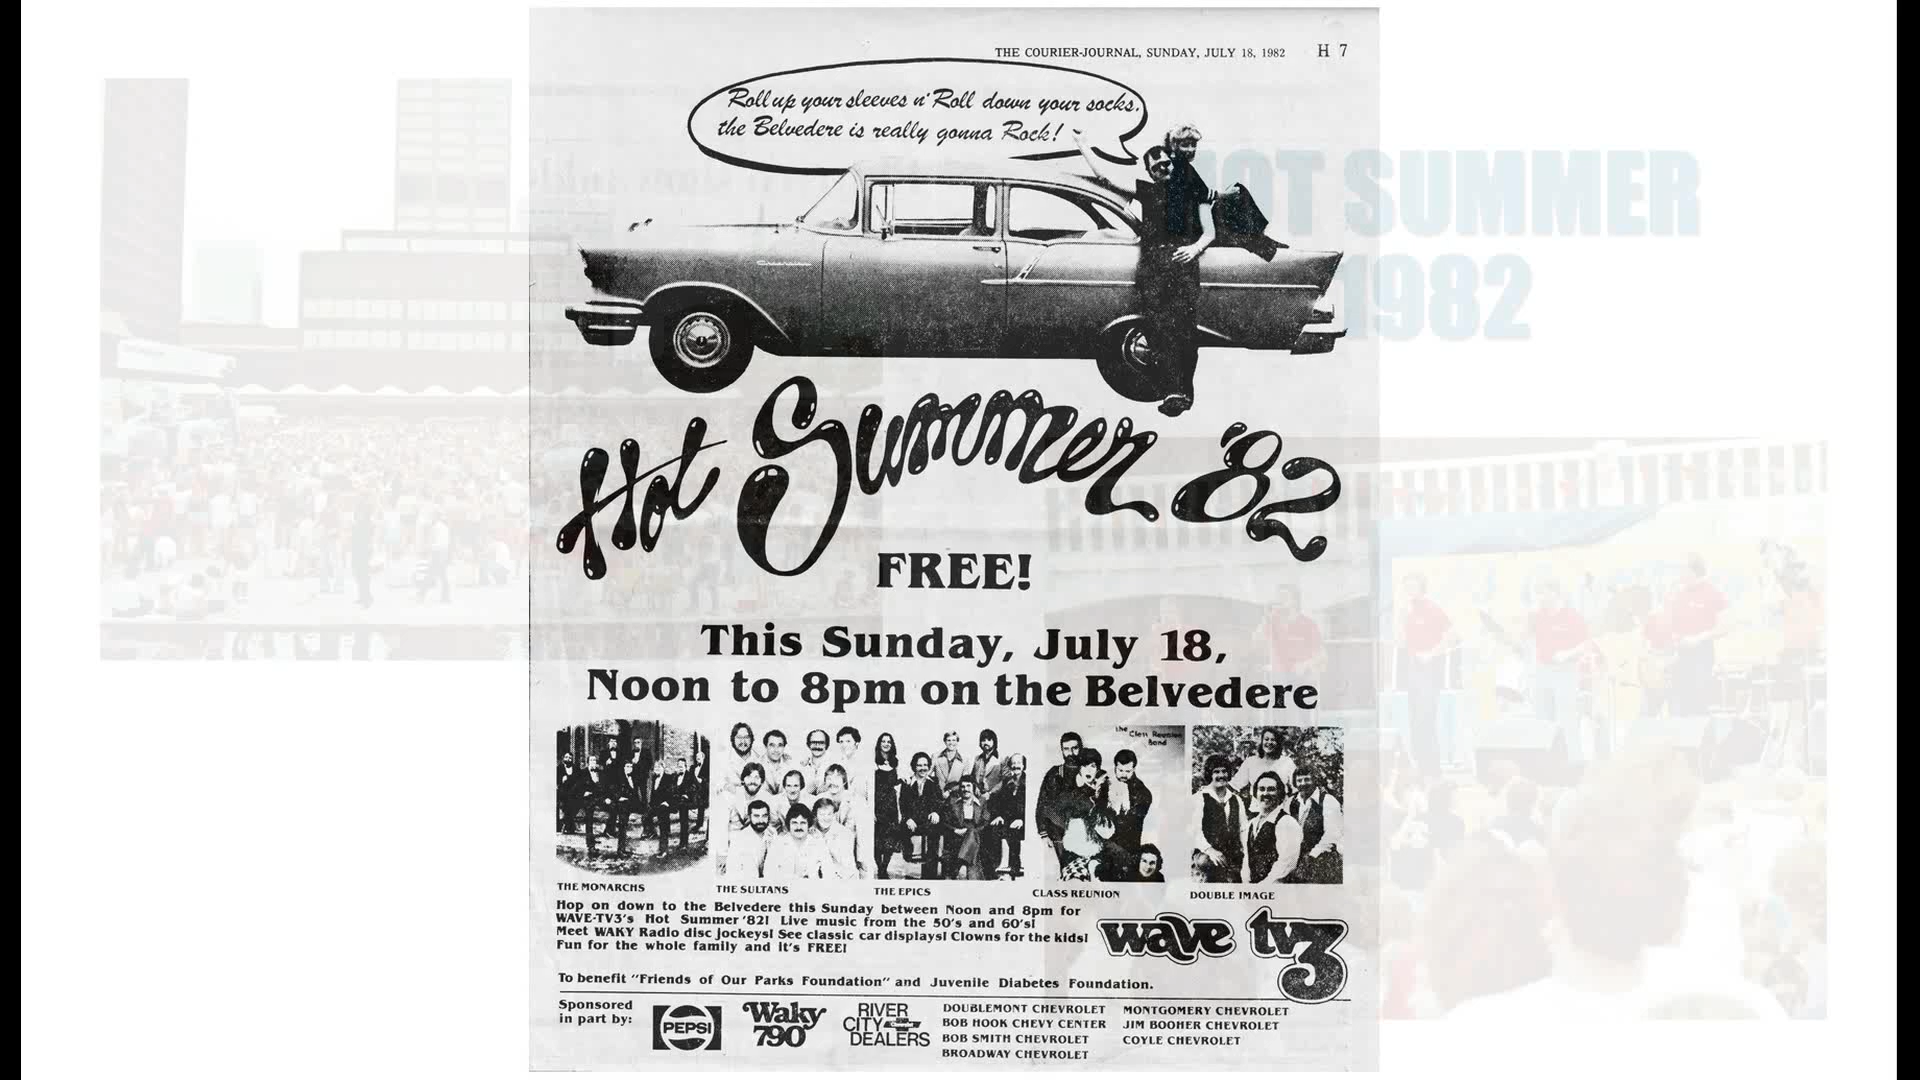 THE COURIER-JOURNAL, SUNDAY, JULY 18, 1982 H 7
Roll up your sleeves n' Roll down your socks,
the Belvedere is really gonna Rock!
HOT SUMMER
1982
Hot Summer '82
FREE!
This Sunday, July 18,
Noon to 8pm on the Belvedere
the Class Reunion
Band
THE MONARCHS
THE SULTANS
THE EPICS
CLASS REUNION
DOUBLE IMAGE
Hop on down to the Belvedere this Sunday between Noon and 8pm for
WAVE-TV3's Hot Summer '82! Live music from the 50's and 60's!
Meet WAKY Radio disc jockeys! See classic car displays! Clowns for the kids!
Fun for the whole family and it's FREE!
wave tv3
To benefit "Friends of Our Parks Foundation" and Juvenile Diabetes Foundation.
Sponsored
in part by:
PEPSI
Waky
790
RIVER
CITY
DEALERS
DOUBLEMONT CHEVROLET
BOB HOOK CHEVY CENTER
BOB SMITH CHEVROLET
BROADWAY CHEVROLET
MONTGOMERY CHEVROLET
JIM BOOHER CHEVROLET
COYLE CHEVROLET